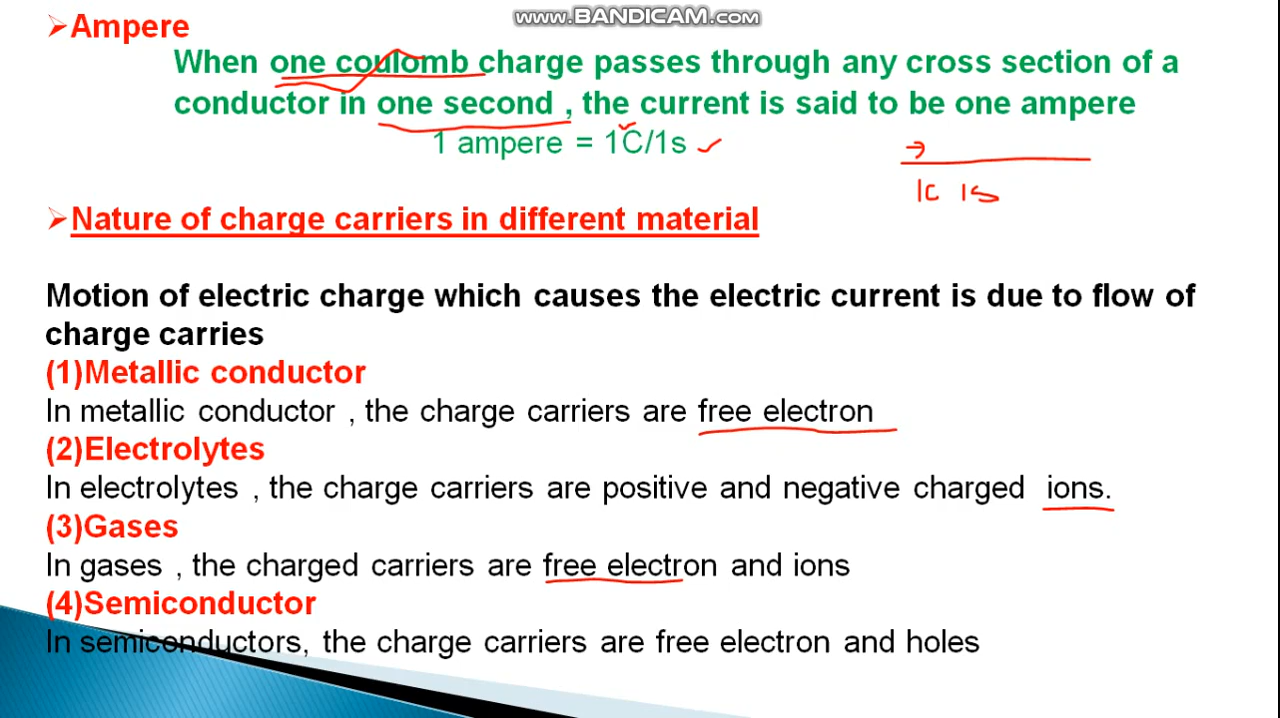 www.BANDICAM.com
➢Ampere
When one coulomb charge passes through any cross section of a
conductor in one second , the current is said to be one ampere
1 ampere = 1C/1s
1c 1s
➢Nature of charge carriers in different material
Motion of electric charge which causes the electric current is due to flow of
charge carries
(1)Metallic conductor
In metallic conductor , the charge carriers are free electron
(2)Electrolytes
In electrolytes , the charge carriers are positive and negative charged ions.
(3)Gases
In gases , the charged carriers are free electron and ions
(4)Semiconductor
In semiconductors, the charge carriers are free electron and holes